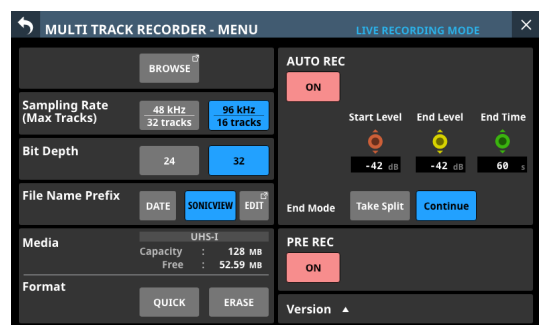 MULTI TRACK RECORDER - MENU
LIVE RECORDING MODE
BROWSE
Sampling Rate
(Max Tracks)
48 kHz
32 tracks
96 kHz
16 tracks
Bit Depth
24
32
File Name Prefix
DATE
SONICVIEW
EDIT
Media
UHS-I
Capacity : 128 MB
Free : 52.59 MB
Format
QUICK
ERASE
AUTO REC
ON
Start Level
End Level
End Time
-42 dB
-42 dB
60 s
End Mode
Take Split
Continue
PRE REC
ON
Version